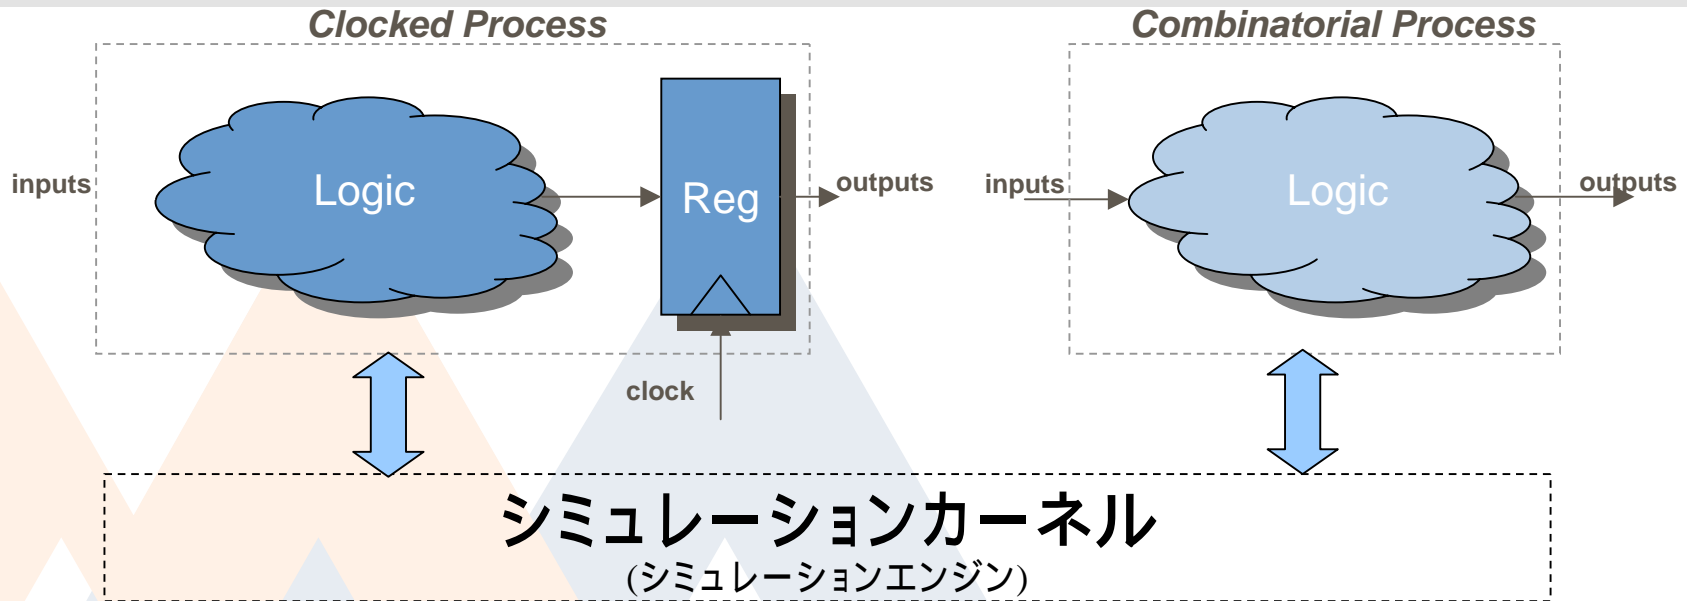 Clocked Process
inputs
Logic
Reg
outputs
clock
Combinatorial Process
inputs
Logic
outputs
シミュレーションカーネル
(シミュレーションエンジン)